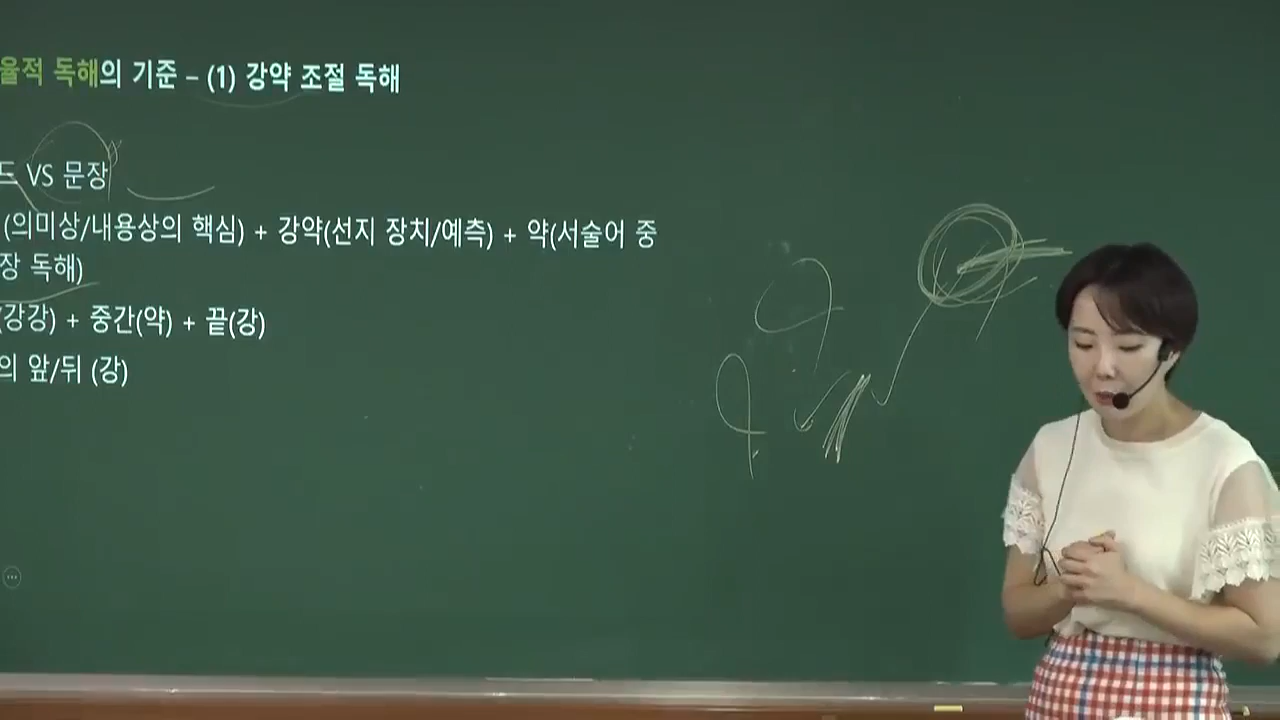 율적 독해의 기준 – (1) 강약 조절 독해
드 VS 문장
(의미상/내용상의 핵심) + 강약(선지 장치/예측) + 약(서술어 중
장 독해)
(강강) + 중간(약) + 끝(강)
의 앞/뒤 (강)